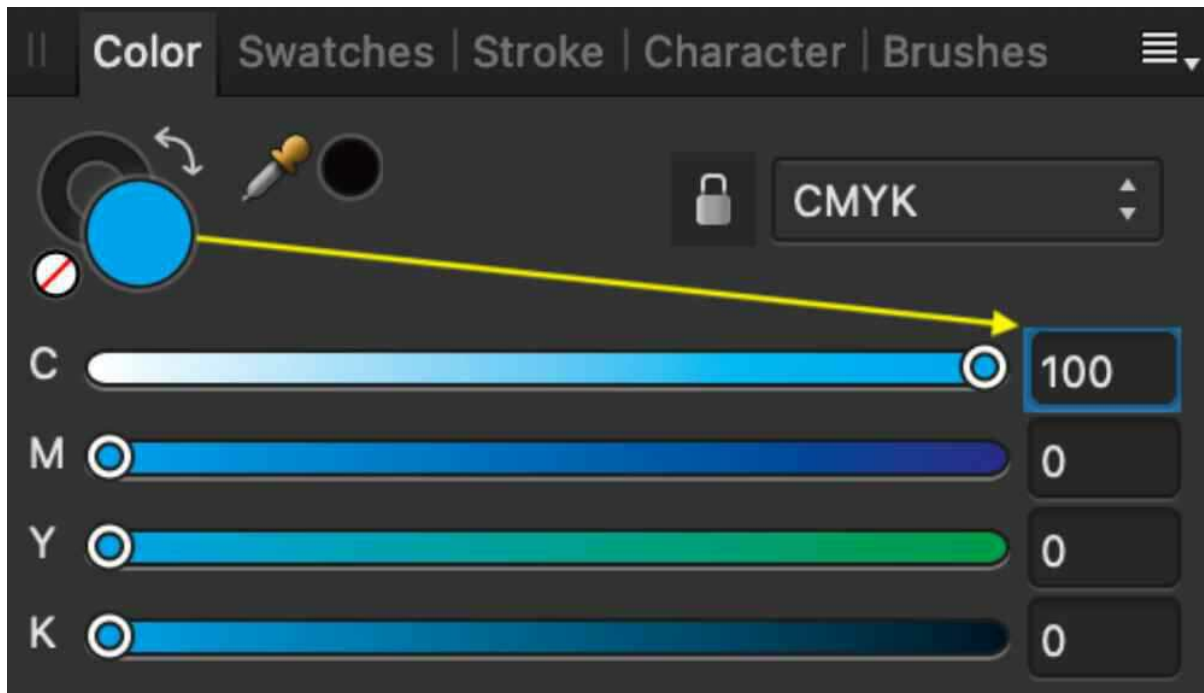 Color Swatches | Stroke | Character | Brushes
CMYK
C 100
M 0
Y 0
K 0